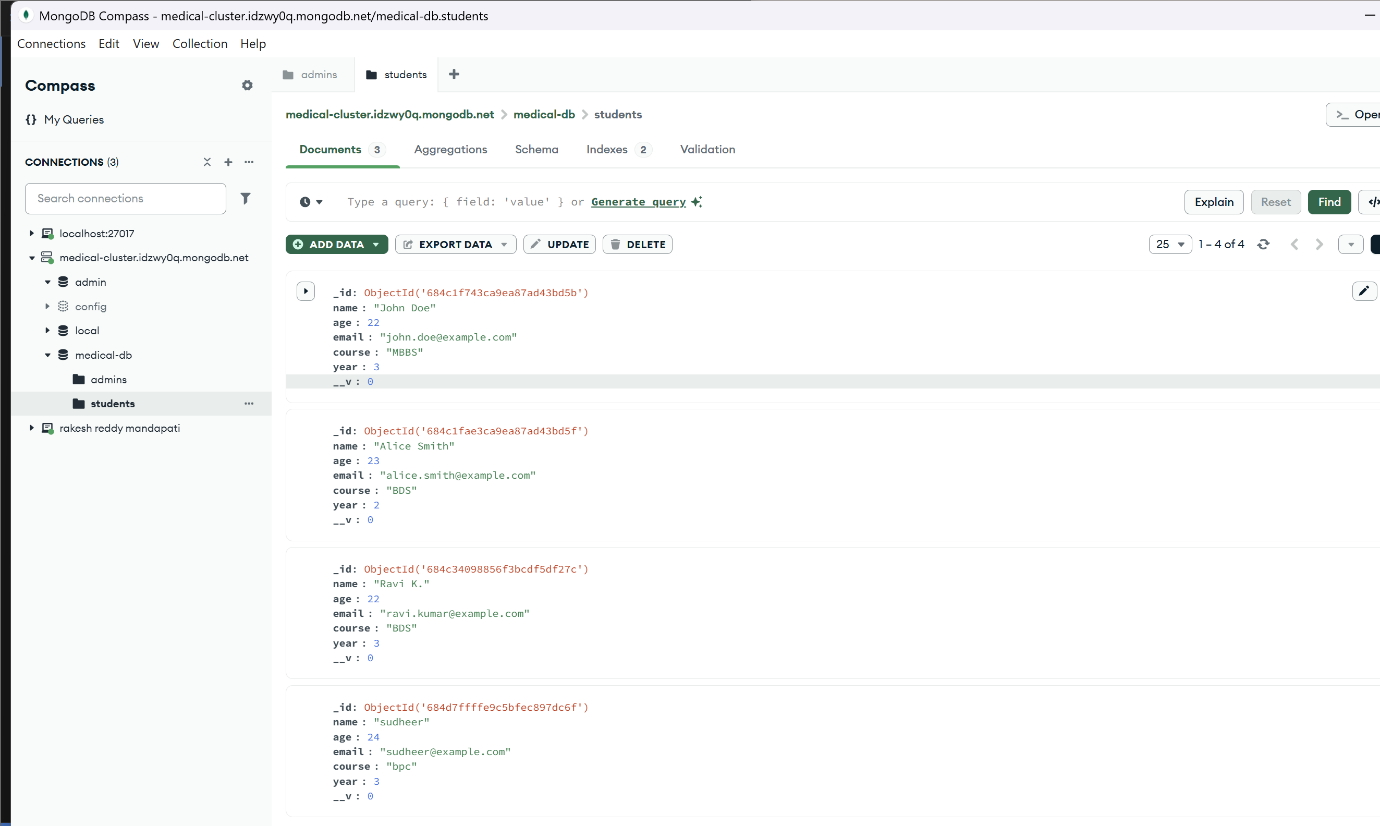 MongoDB Compass - medical-cluster.idzwy0q.mongodb.net/medical-db.students
Connections Edit View Collection Help
Compass
My Queries
CONNECTIONS (3)
Search connections
localhost:27017
medical-cluster.idzwy0q.mongodb.net
admin
config
local
medical-db
admins
students
rakesh reddy mandapati
admins students
medical-cluster.idzwy0q.mongodb.net > medical-db > students
>_ Open
Documents 3 Aggregations Schema Indexes 2 Validation
Type a query: { field: 'value' } or Generate query
Explain Reset Find </>
ADD DATA EXPORT DATA UPDATE DELETE
25 1 – 4 of 4
_id: ObjectId('684c1f743ca9ea87ad43bd5b')
name : "John Doe"
age : 22
email : "john.doe@example.com"
course : "MBBS"
year : 3
__v : 0
_id: ObjectId('684c1fae3ca9ea87ad43bd5f')
name : "Alice Smith"
age : 23
email : "alice.smith@example.com"
course : "BDS"
year : 2
__v : 0
_id: ObjectId('684c34098856f3bcdf5df27c')
name : "Ravi K."
age : 22
email : "ravi.kumar@example.com"
course : "BDS"
year : 3
__v : 0
_id: ObjectId('684d7ffffe9c5bfec897dc6f')
name : "sudheer"
age : 24
email : "sudheer@example.com"
course : "bpc"
year : 3
__v : 0